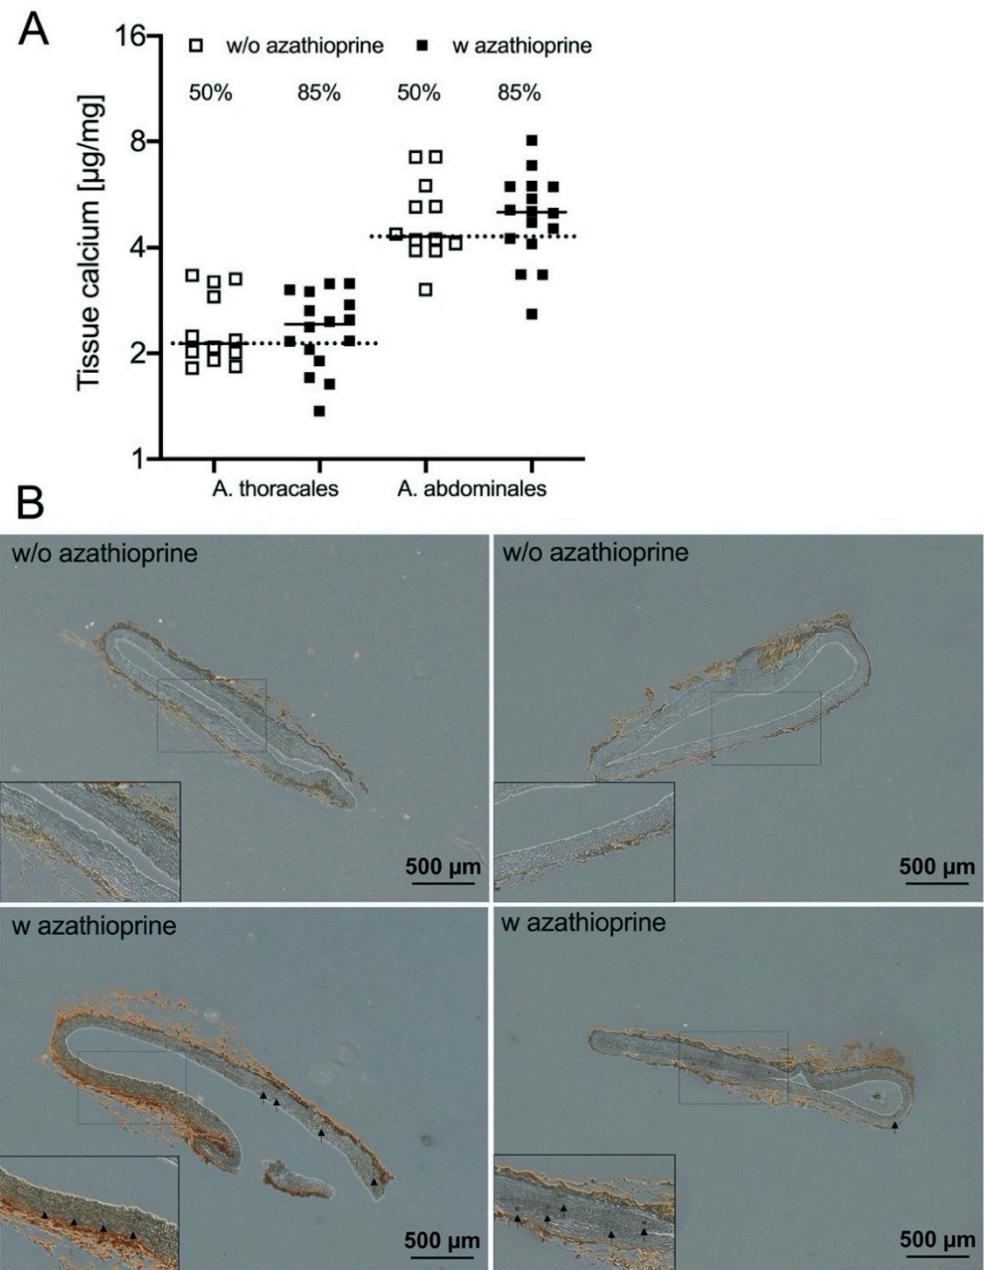 A
16
w/o azathioprine w azathioprine
50% 85% 50% 85%
8
Tissue calcium [µg/mg]
4
2
1
A. thoracales A. abdominales
B
w/o azathioprine w/o azathioprine
500 µm 500 µm
w azathioprine w azathioprine
500 µm 500 µm